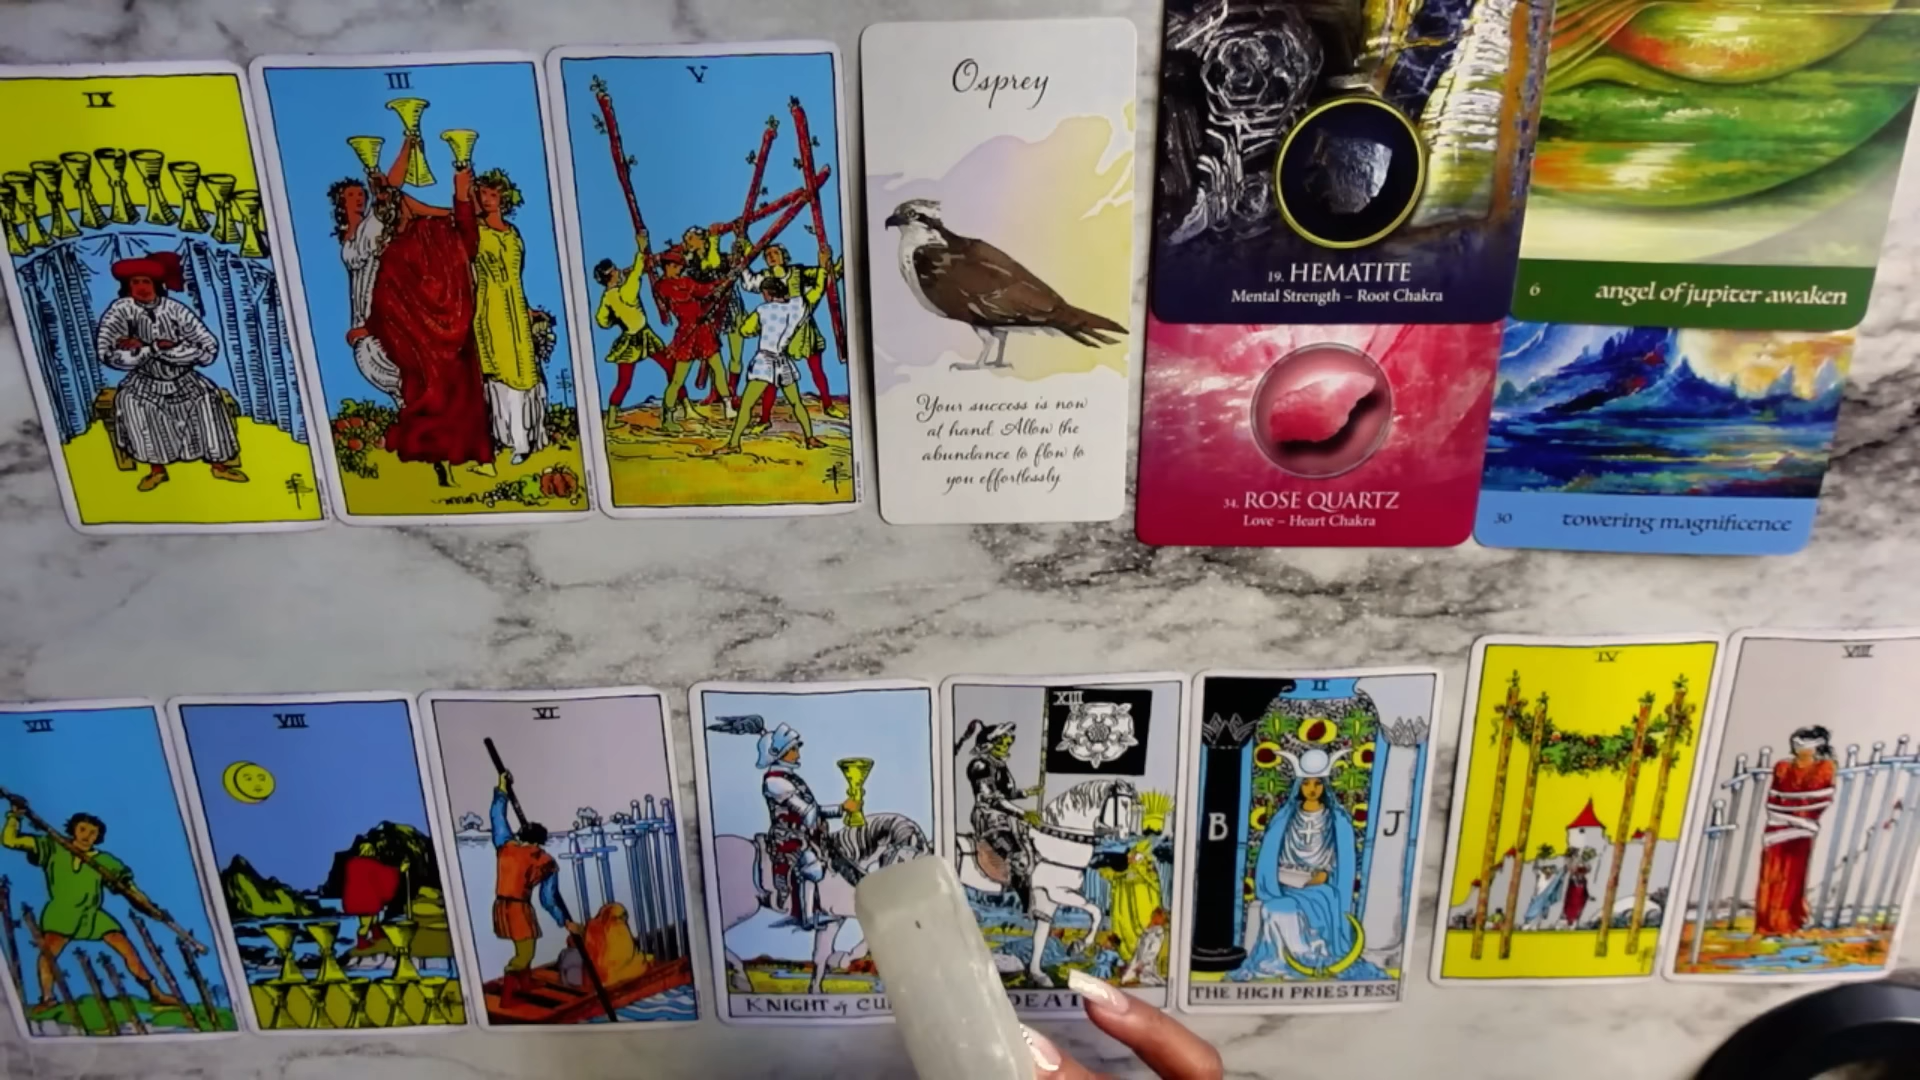 IX
III
V
Osprey
Your success is now
at hand. Allow the
abundance to flow to
you effortlessly.
19. HEMATITE
Mental Strength – Root Chakra
6 angel of jupiter awaken
34. ROSE QUARTZ
Love – Heart Chakra
30 towering magnificence
VII
VIII
VI
KNIGHT of CU
XIII
DEAT
II
B J
THE HIGH PRIESTESS
IV
VIII